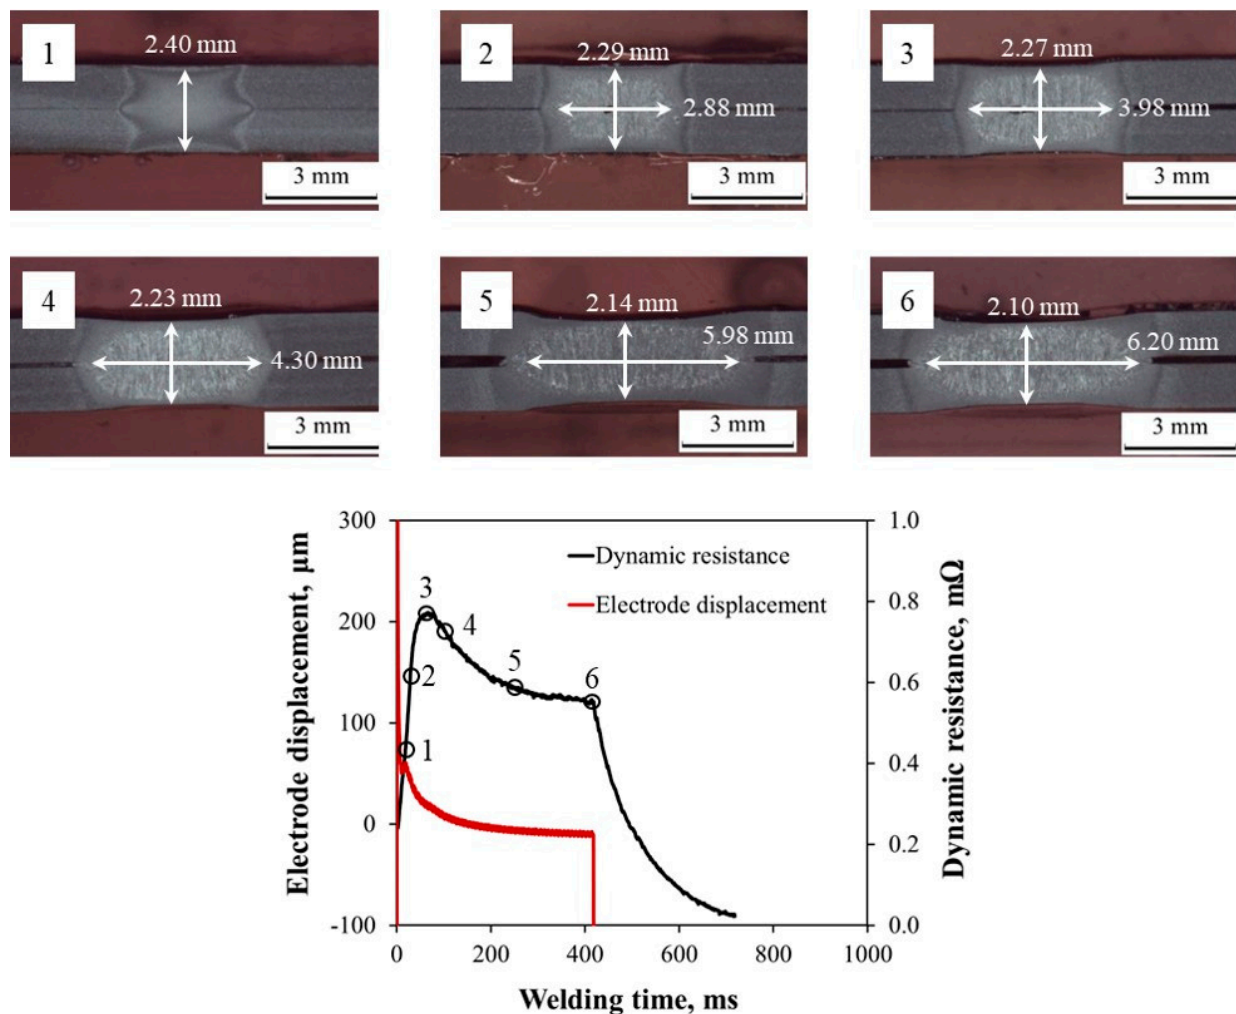 1
2.40 mm
3 mm
2
2.29 mm
2.88 mm
3 mm
3
2.27 mm
3.98 mm
3 mm
4
2.23 mm
4.30 mm
3 mm
5
2.14 mm
5.98 mm
3 mm
6
2.10 mm
6.20 mm
3 mm
Electrode displacement, μm
300
200
100
0
-100
Dynamic resistance
Electrode displacement
3
4
2
5
6
1
1.0
0.8
0.6
0.4
0.2
0.0
Dynamic resistance, mΩ
0
200
400
600
800
1000
Welding time, ms